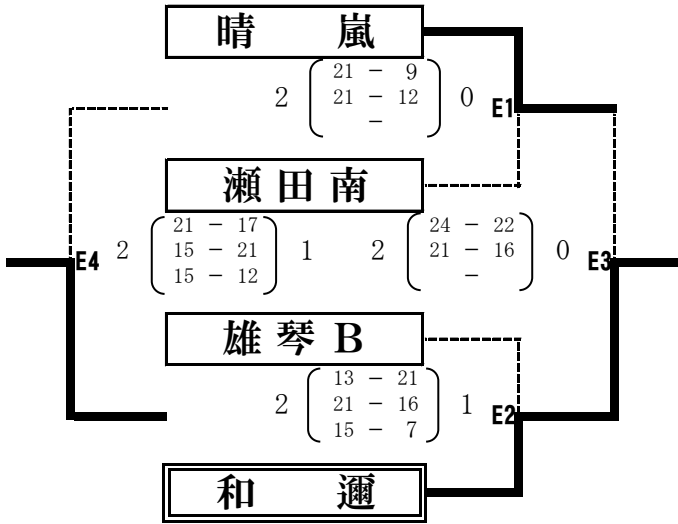 晴 嵐
21 - 9
2 21 - 12 0 E1
-
瀬田南
21 - 17
E4 2 15 - 21 1
15 - 12
24 - 22
2 21 - 16 0 E3
-
雄琴B
13 - 21
2 21 - 16 1 E2
15 - 7
和 邇